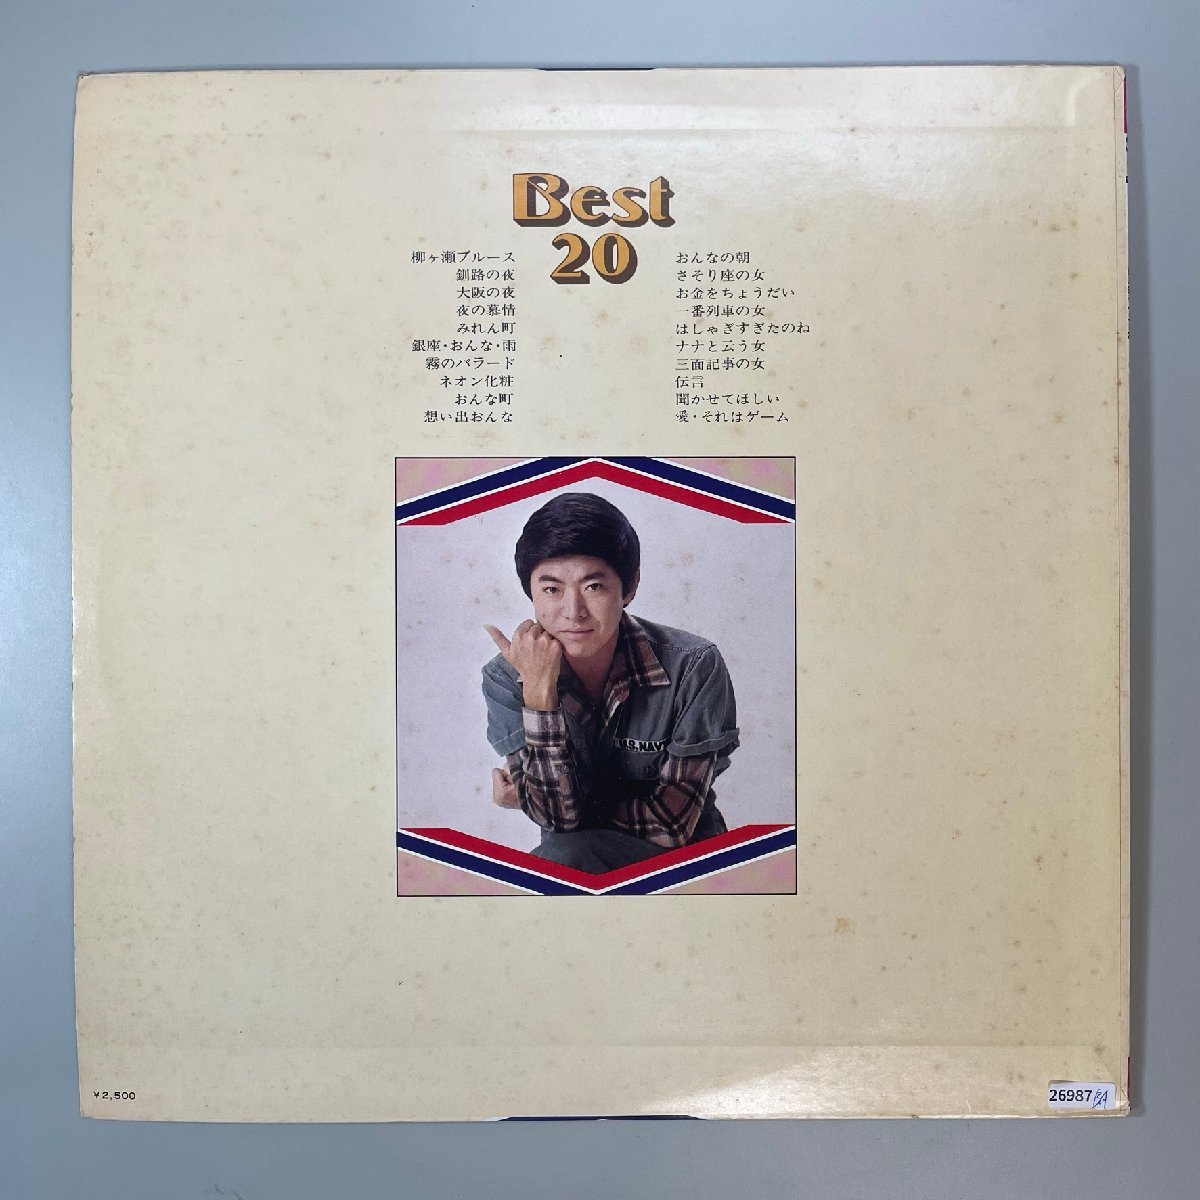 Best
20
柳ヶ瀬ブルース
釧路の夜
大阪の夜
夜の慕情
みれん町
銀座・おんな・雨
霧のバラード
ネオン化粧
おんな町
想い出おんな
おんなの朝
さそり座の女
お金をちょうだい
一番列車の女
はしゃぎすぎたのね
ナナと云う女
三面記事の女
伝言
聞かせてほしい
愛・それはゲーム
U.S.NAVY
¥2,500
26987